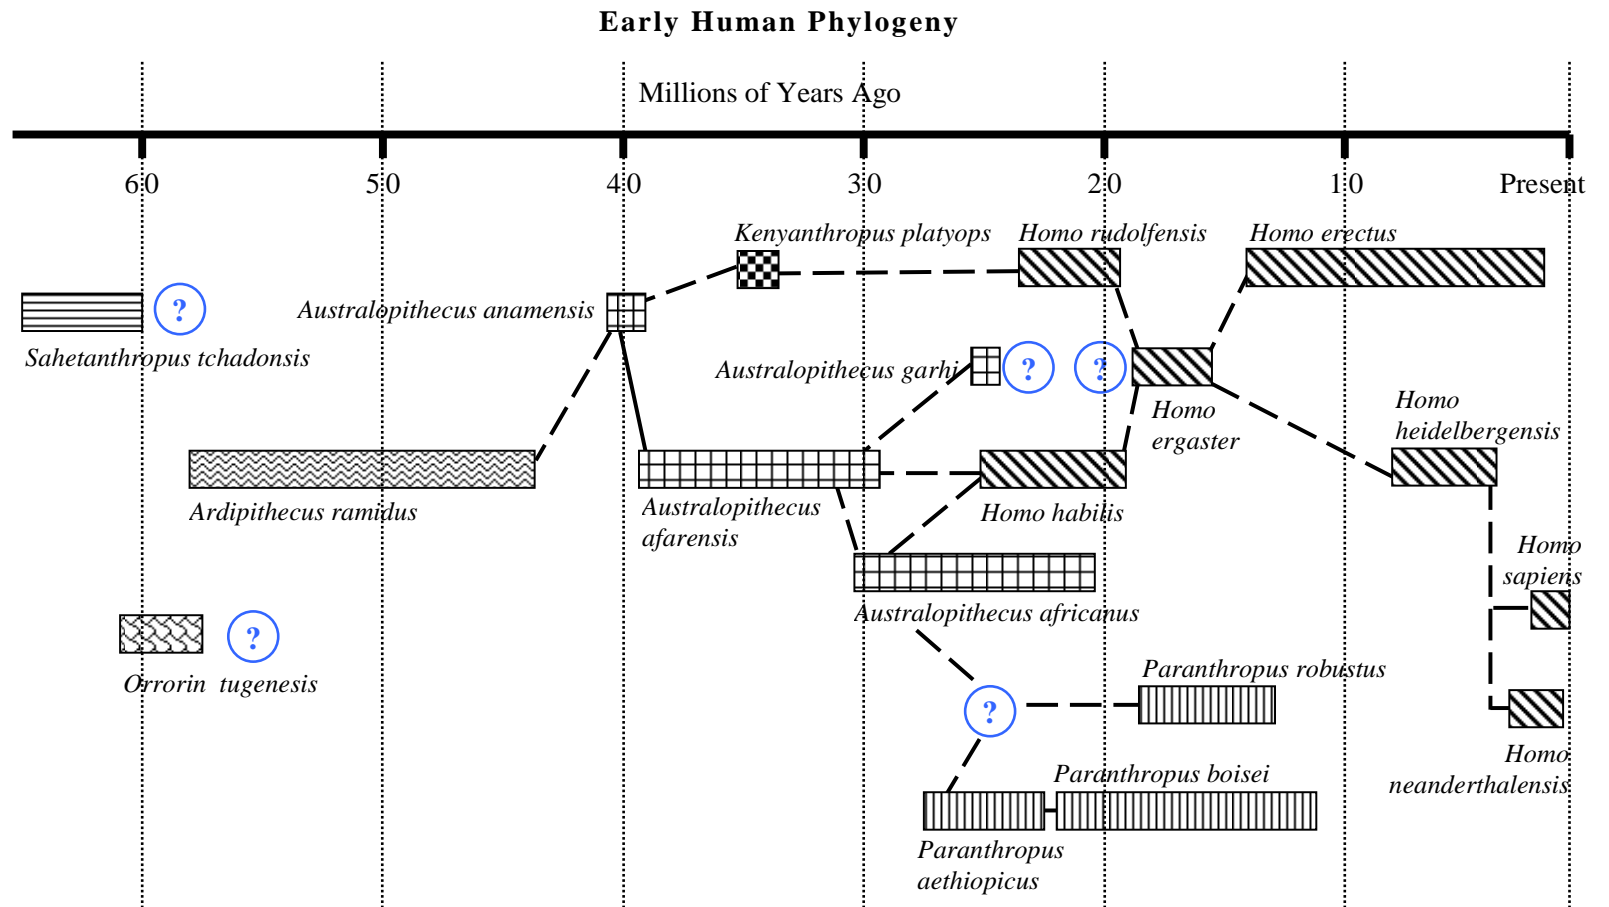 Early Human Phylogeny
Millions of Years Ago
6.0 5.0 4.0 3.0 2.0 1.0 Present
Kenyanthropus platyops Homo rudolfensis Homo erectus
Australopithecus anamensis
?
Sahetanthropus tchadonsis
Australopithecus garhi ? ?
Homo
ergaster
Homo
heidelbergensis
Ardipithecus ramidus
Australopithecus
afarensis
Homo habilis
Homo
sapiens
Australopithecus africanus
?
Orrorin tugenesis
Paranthropus robustus
?
Homo
neanderthalensis
Paranthropus boisei
Paranthropus
aethiopicus